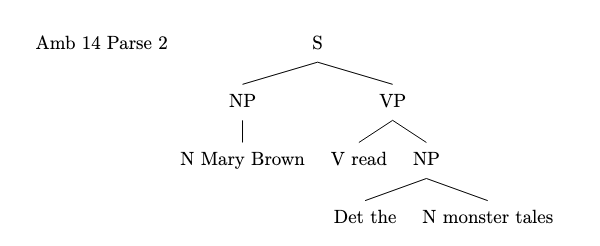 Amb 14 Parse 2 S
NP VP
N Mary Brown V read NP
Det the N monster tales